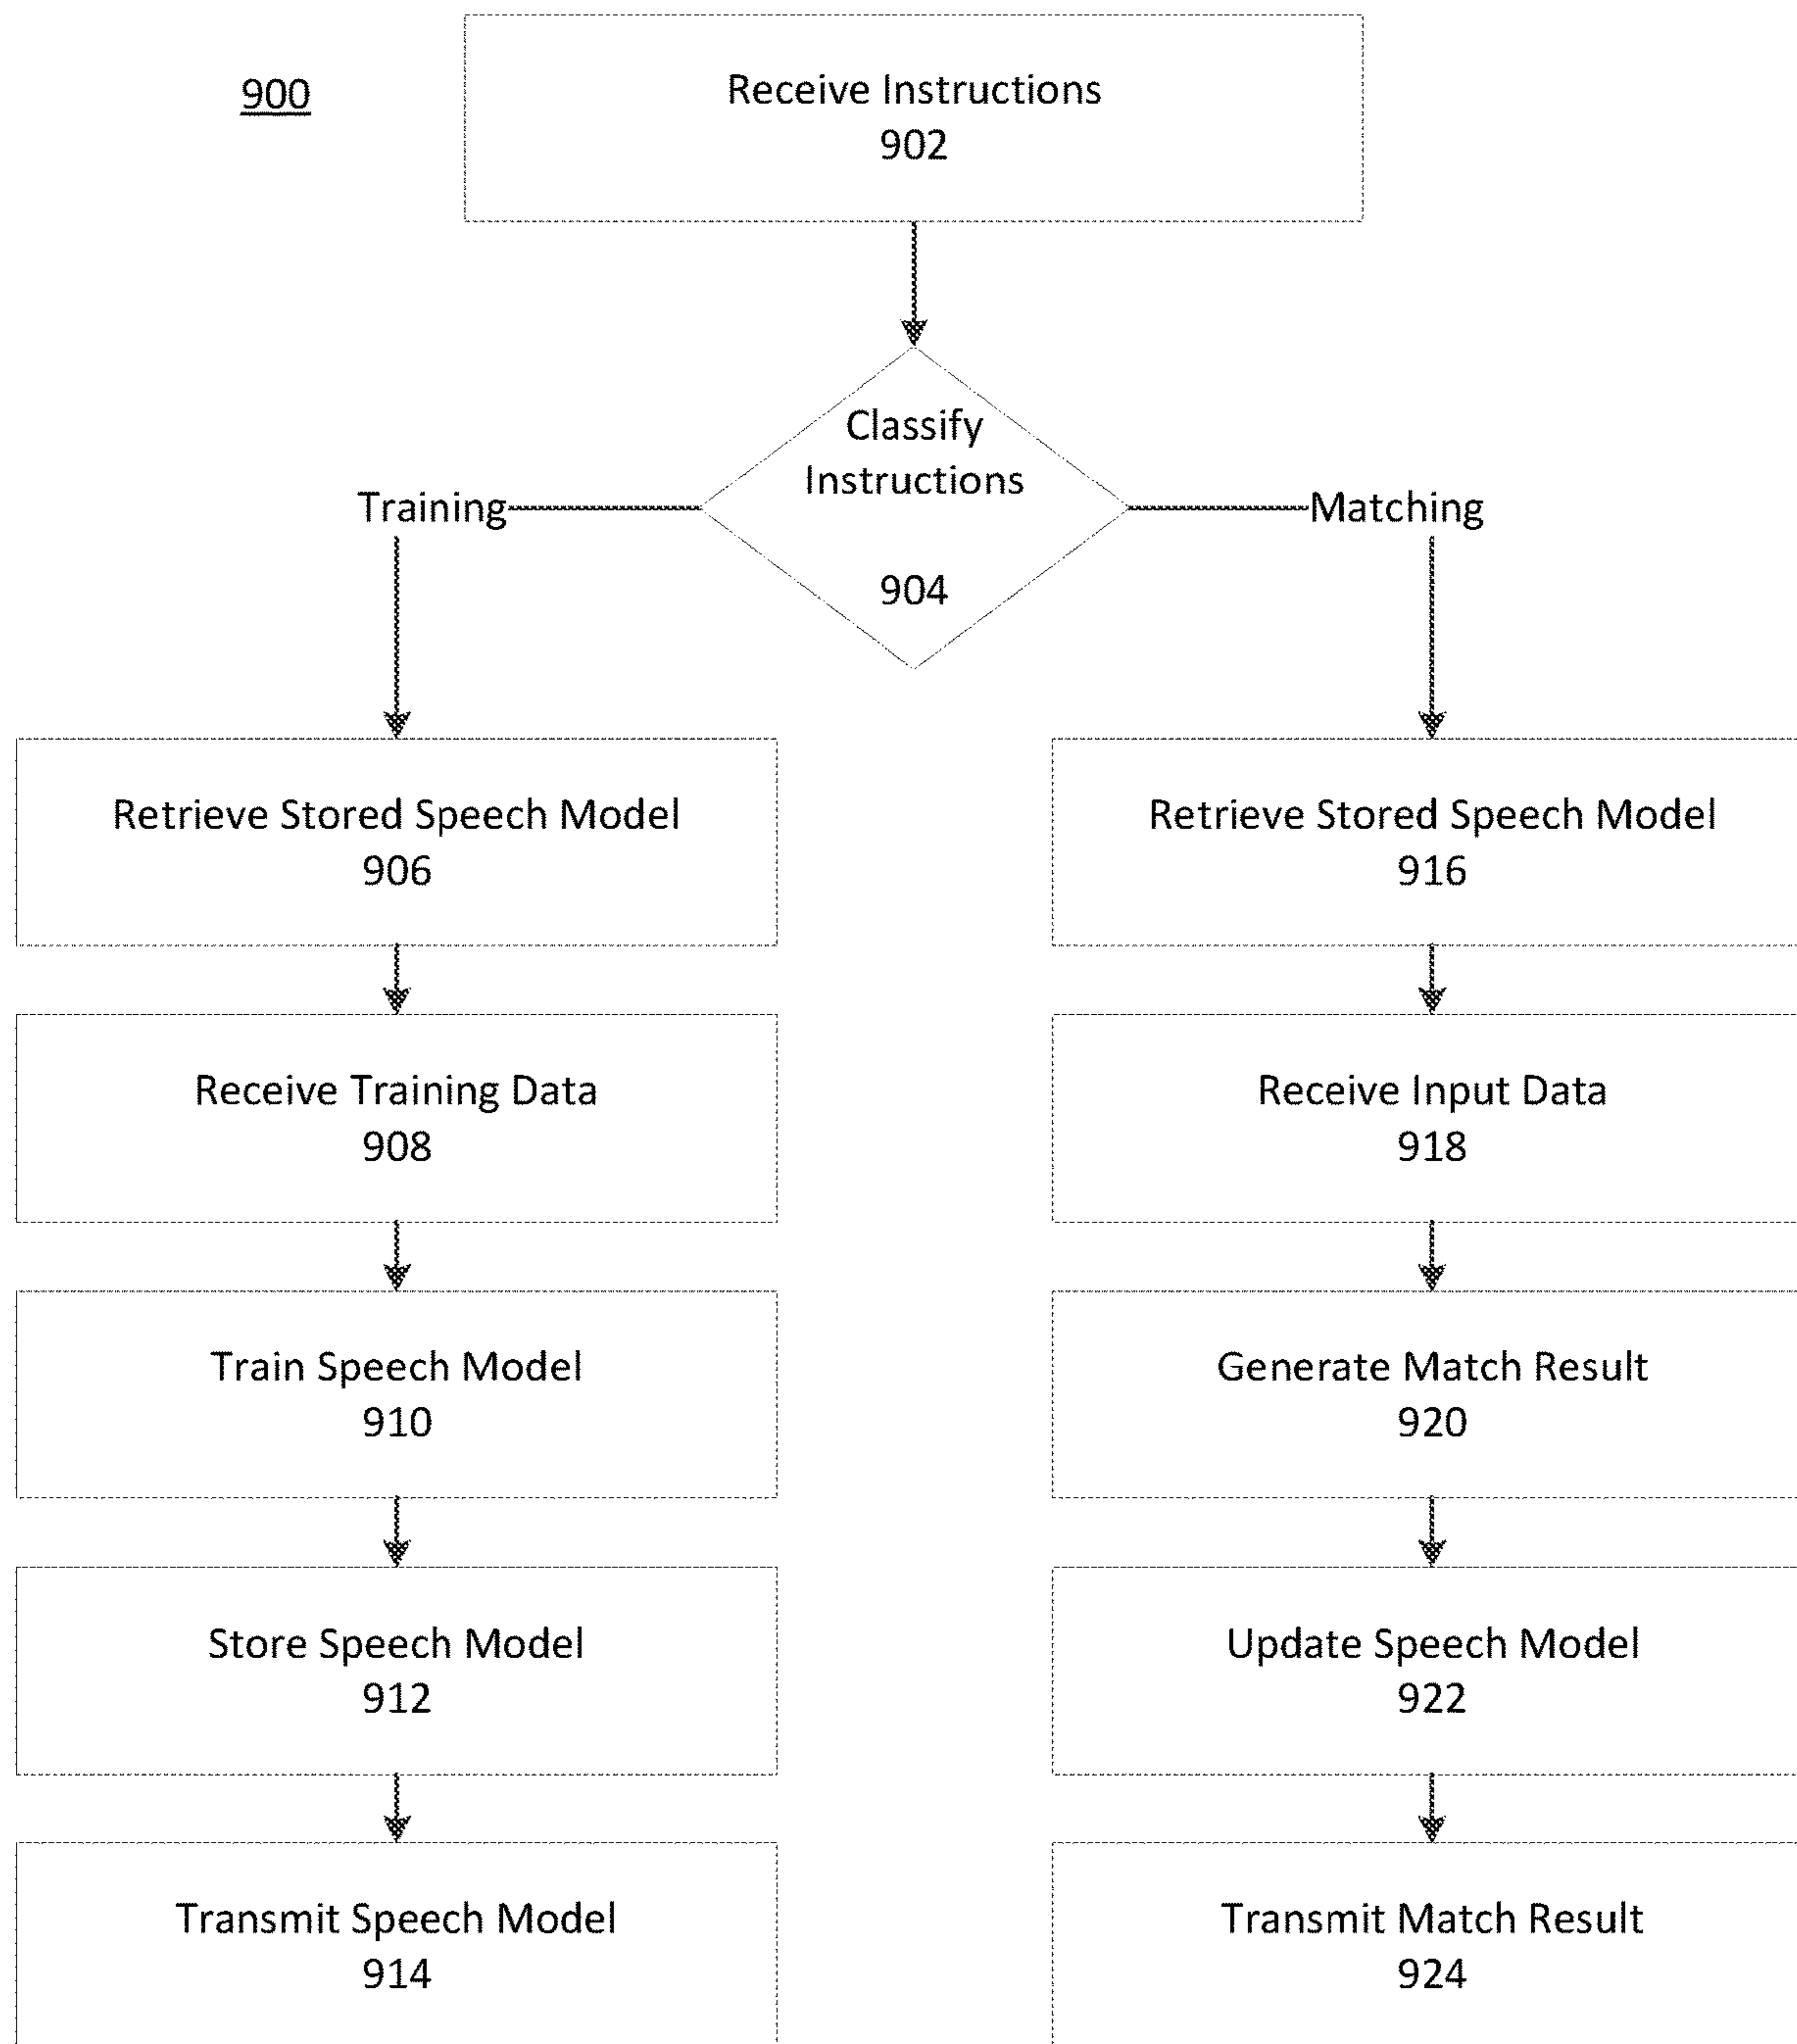 900
Receive Instructions
902
Classify
Instructions
904
Training
Matching
Retrieve Stored Speech Model
906
Receive Training Data
908
Train Speech Model
910
Store Speech Model
912
Transmit Speech Model
914
Retrieve Stored Speech Model
916
Receive Input Data
918
Generate Match Result
920
Update Speech Model
922
Transmit Match Result
924